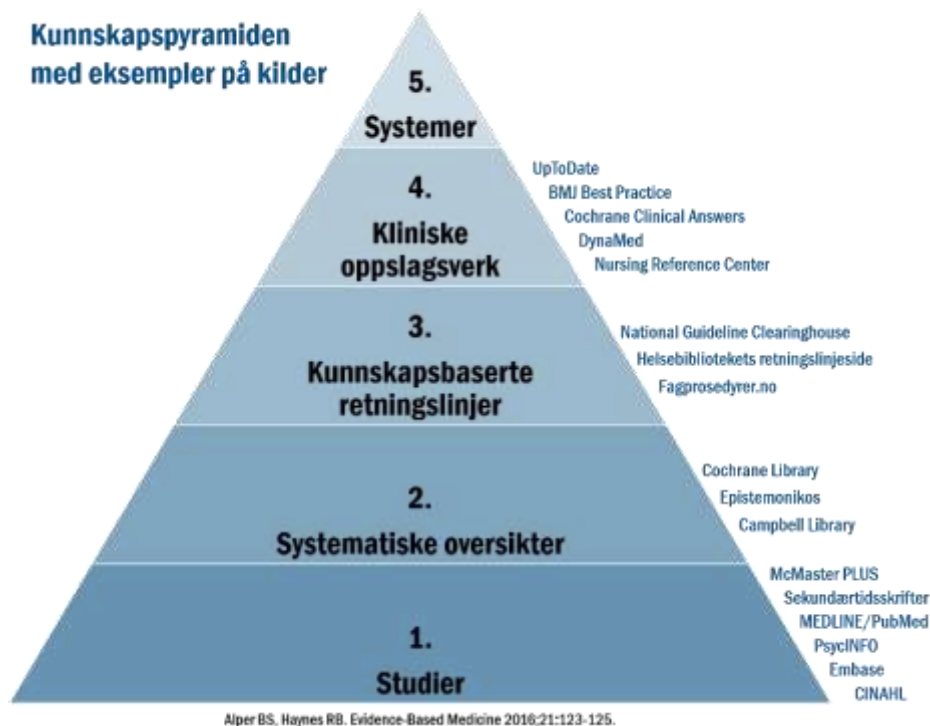 Kunnskapspyramiden
med eksempler på kilder
5.
Systemer
4.
Kliniske
oppslagsverk
UpToDate
BMJ Best Practice
Cochrane Clinical Answers
DynaMed
Nursing Reference Center
3.
Kunnskapsbaserte
retningslinjer
National Guideline Clearinghouse
Helsebibliotekets retningslinjeside
Fagprosedyrer.no
2.
Systematiske oversikter
Cochrane Library
Epistemonikos
Campbell Library
1.
Studier
McMaster PLUS
Sekundærtidsskrifter
MEDLINE/PubMed
PsycINFO
Embase
CINAHL
Alper BS, Haynes RB. Evidence-Based Medicine 2016;21:123-125.